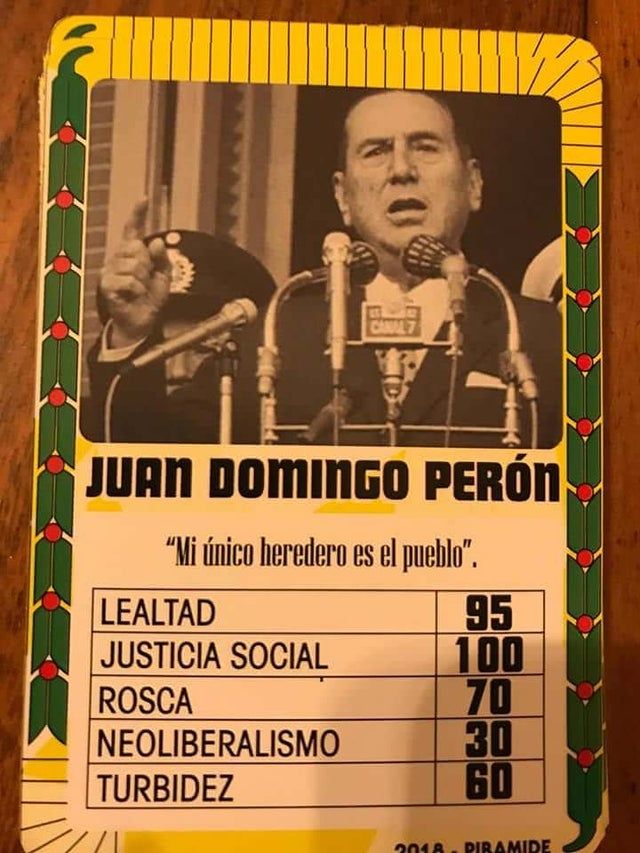 CANAL 7
JUAN DOMINGO PERÓN
“Mi único heredero es el pueblo”.
LEALTAD 95
JUSTICIA SOCIAL 100
ROSCA 70
NEOLIBERALISMO 30
TURBIDEZ 60
2018 - PIRAMIDE